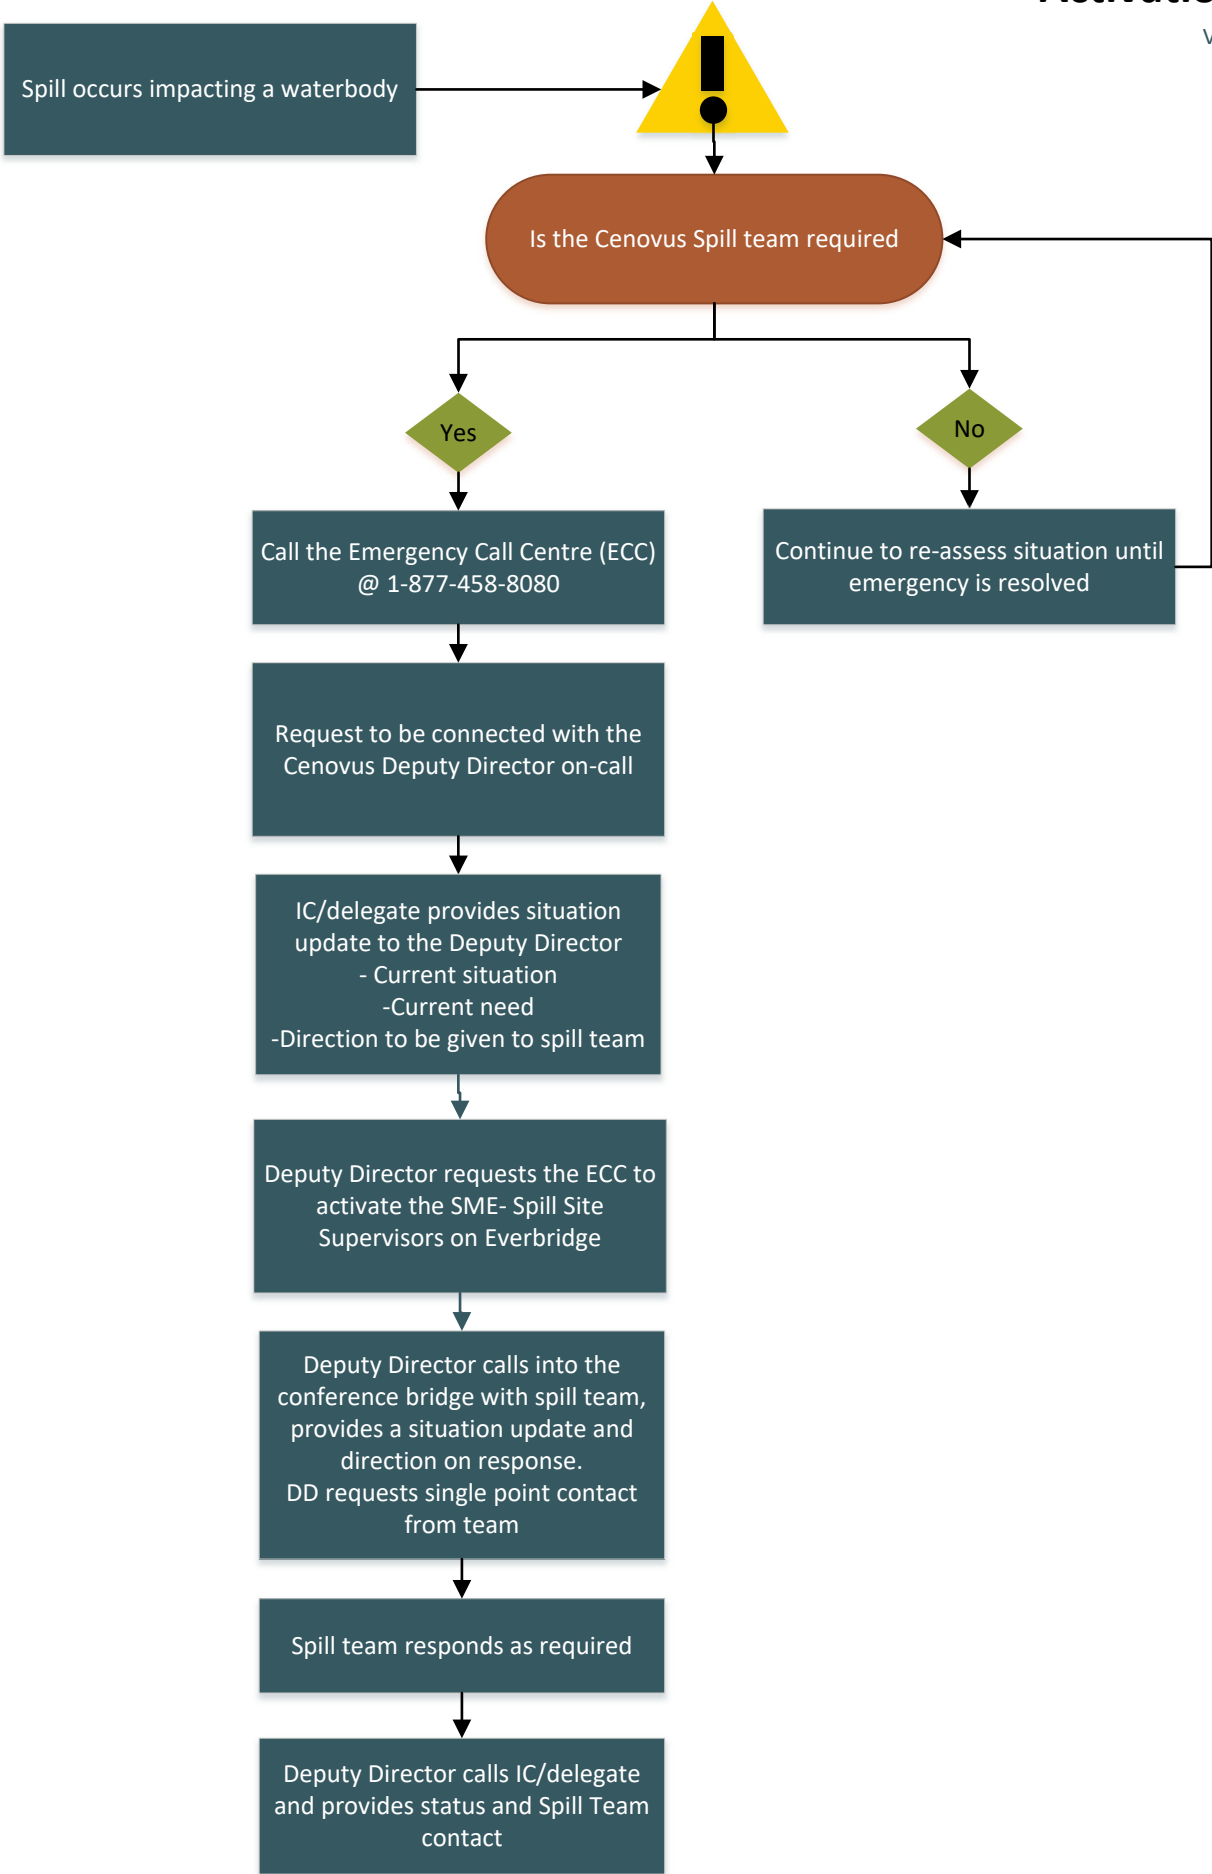 Spill occurs impacting a waterbody
Is the Cenovus Spill team required
Yes
No
Call the Emergency Call Centre (ECC)
@ 1-877-458-8080
Continue to re-assess situation until
emergency is resolved
Request to be connected with the
Cenovus Deputy Director on-call
IC/delegate provides situation
update to the Deputy Director
- Current situation
-Current need
-Direction to be given to spill team
Deputy Director requests the ECC to
activate the SME- Spill Site
Supervisors on Everbridge
Deputy Director calls into the
conference bridge with spill team,
provides a situation update and
direction on response.
DD requests single point contact
from team
Spill team responds as required
Deputy Director calls IC/delegate
and provides status and Spill Team
contact